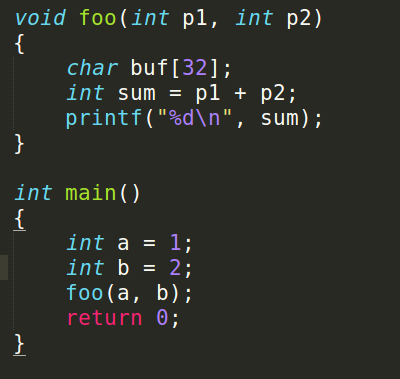 void foo(int p1, int p2)
{
    char buf[32];
    int sum = p1 + p2;
    printf("%d\n", sum);
}

int main()
{
    int a = 1;
    int b = 2;
    foo(a, b);
    return 0;
}